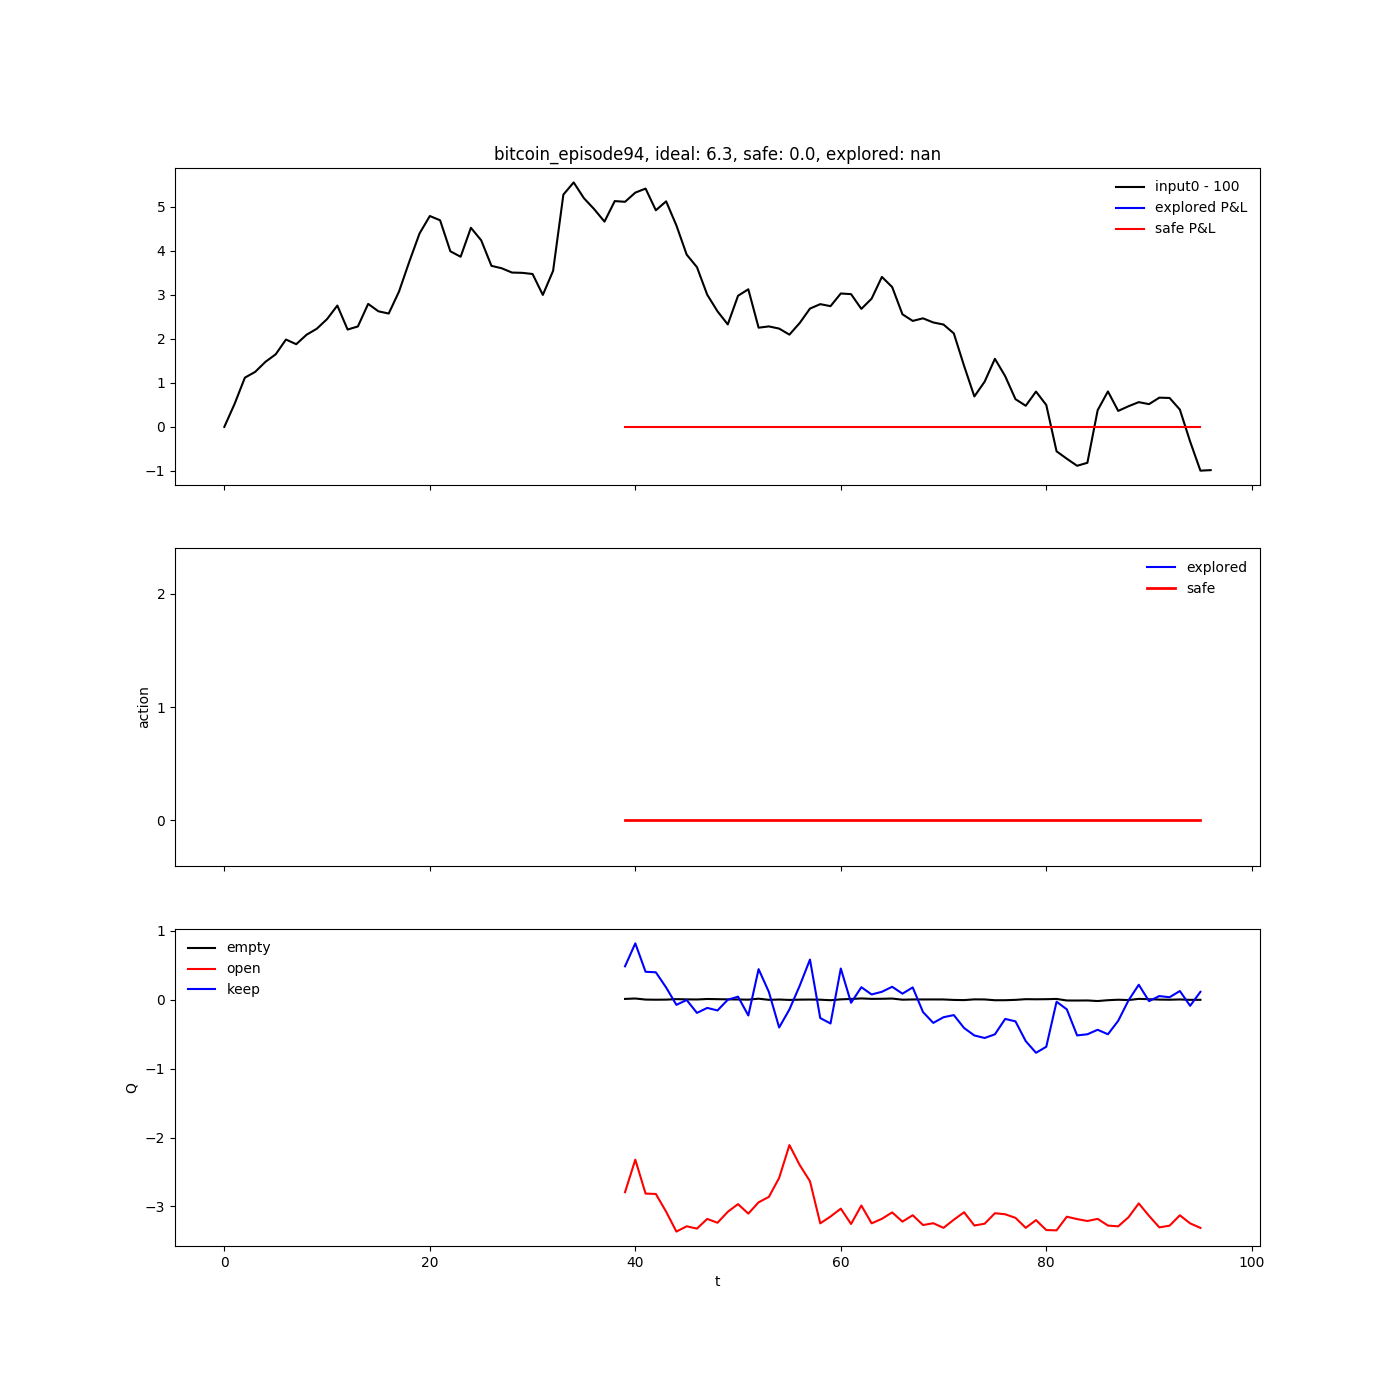 bitcoin_episode94, ideal: 6.3, safe: 0.0, explored: nan
input0 - 100
explored P&L
safe P&L
5
4
3
2
1
0
−1
explored
safe
2
1
0
action
empty
open
keep
1
0
−1
−2
−3
Q
0 20 40 60 80 100
t